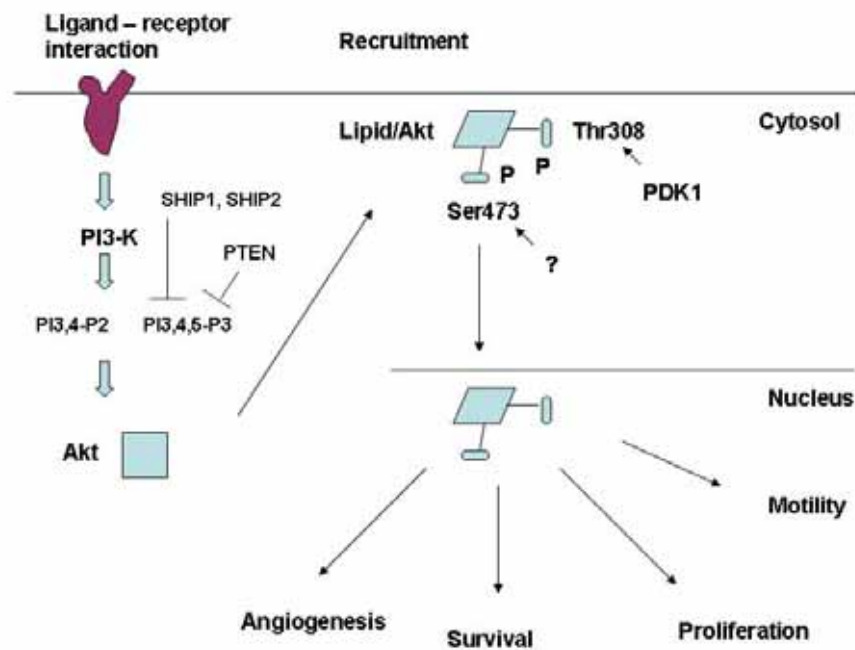 Ligand – receptor
interaction
Recruitment
Lipid/Akt
Thr308
Cytosol
P
P
PDK1
SHIP1, SHIP2
Ser473
PI3-K
PTEN
?
PI3,4-P2
PI3,4,5-P3
Nucleus
Akt
Motility
Angiogenesis
Survival
Proliferation